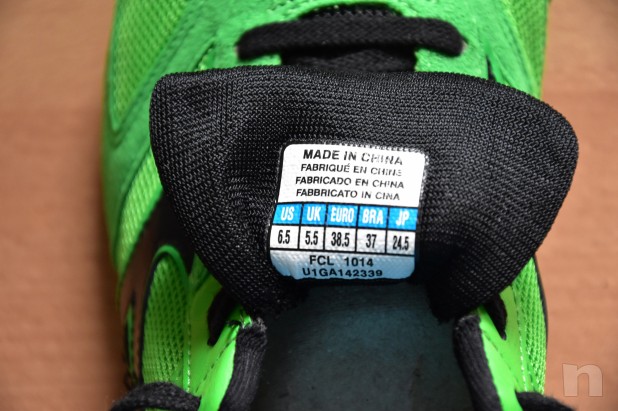 MADE IN CHINA
FABRIQUÉ EN CHINE
FABRICADO EN CHINA
FABBRICATO IN CINA
US UK EURO BRA JP
6.5 5.5 38.5 37 24.5
FCL 1014
U1GA142339
n